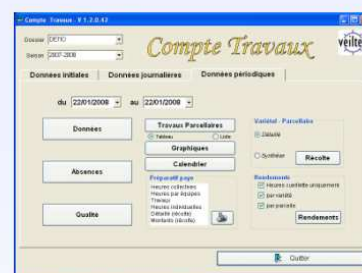 Compte Travaux - V 1.2.0.42
Dossier DEMO
Saison 2007-2008
Compte Travaux
veilte
Données initiales
Données journalières
Données périodiques
du 22/01/2008 au 22/01/2008
Données
Absences
Qualité
Travaux Parcellaires
Tableau
Liste
Graphiques
Calendrier
Préparatif paye
Heures collectives
Heures par équipes
Travaux
Heures individuelles
Détaillé (récolte)
Montants (récolte)
Variétal - Parcellaire
Détaillé
Synthèse
Récolte
Rendements
Heures cueillette uniquement
par variété
par parcelle
Rendements
Quitter